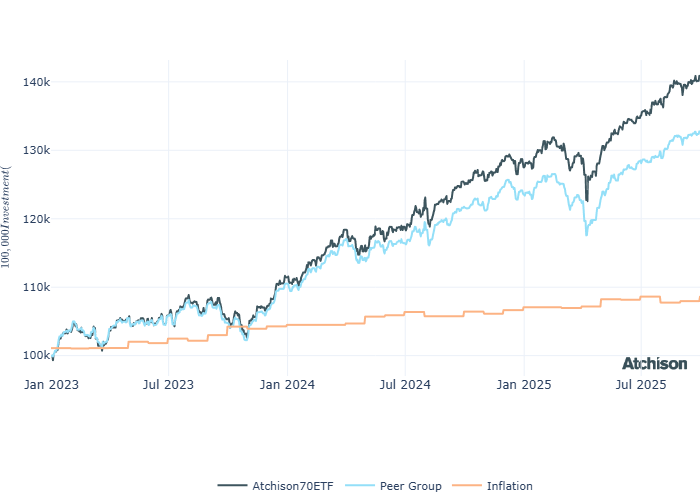 140k
130k
120k
110k
100k
100,000Investment(
Jan 2023
Jul 2023
Jan 2024
Jul 2024
Jan 2025
Jul 2025
Atchison
Atchison70ETF
Peer Group
Inflation